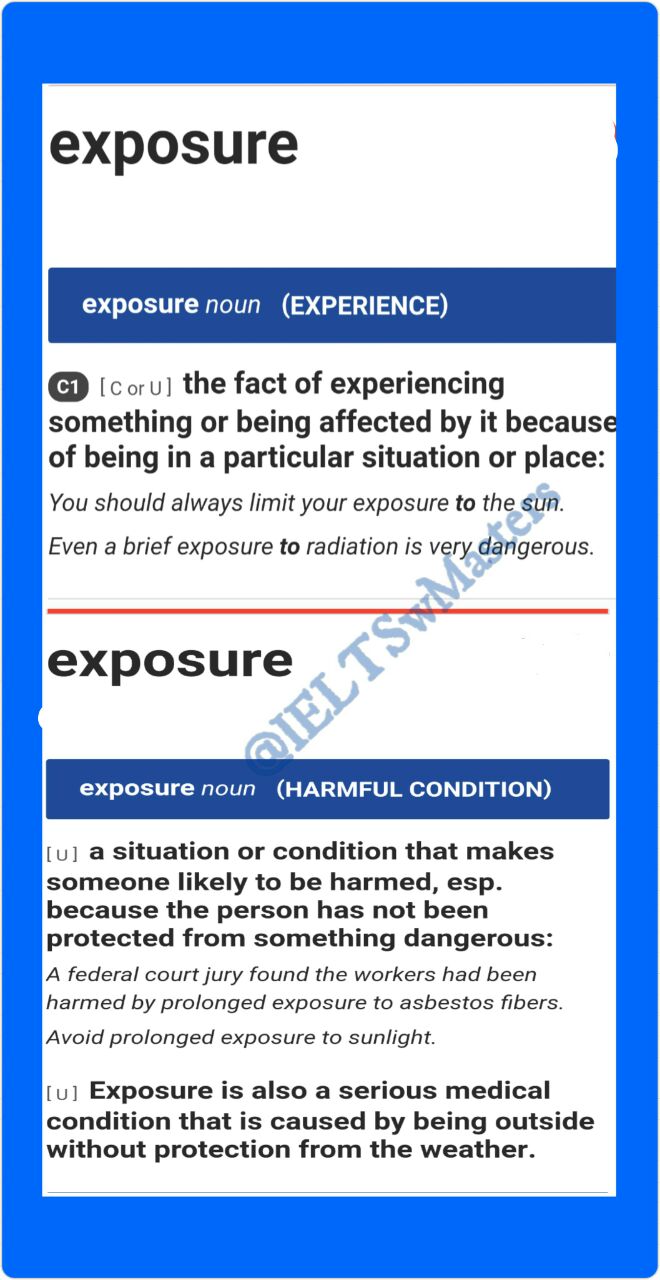 exposure
exposure noun (EXPERIENCE)
C1 [ C or U ] the fact of experiencing
something or being affected by it because
of being in a particular situation or place:
You should always limit your exposure to the sun.
Even a brief exposure to radiation is very dangerous.
@IELTSwMasters
exposure
exposure noun (HARMFUL CONDITION)
[ U ] a situation or condition that makes
someone likely to be harmed, esp.
because the person has not been
protected from something dangerous:
A federal court jury found the workers had been
harmed by prolonged exposure to asbestos fibers.
Avoid prolonged exposure to sunlight.
[ U ] Exposure is also a serious medical
condition that is caused by being outside
without protection from the weather.